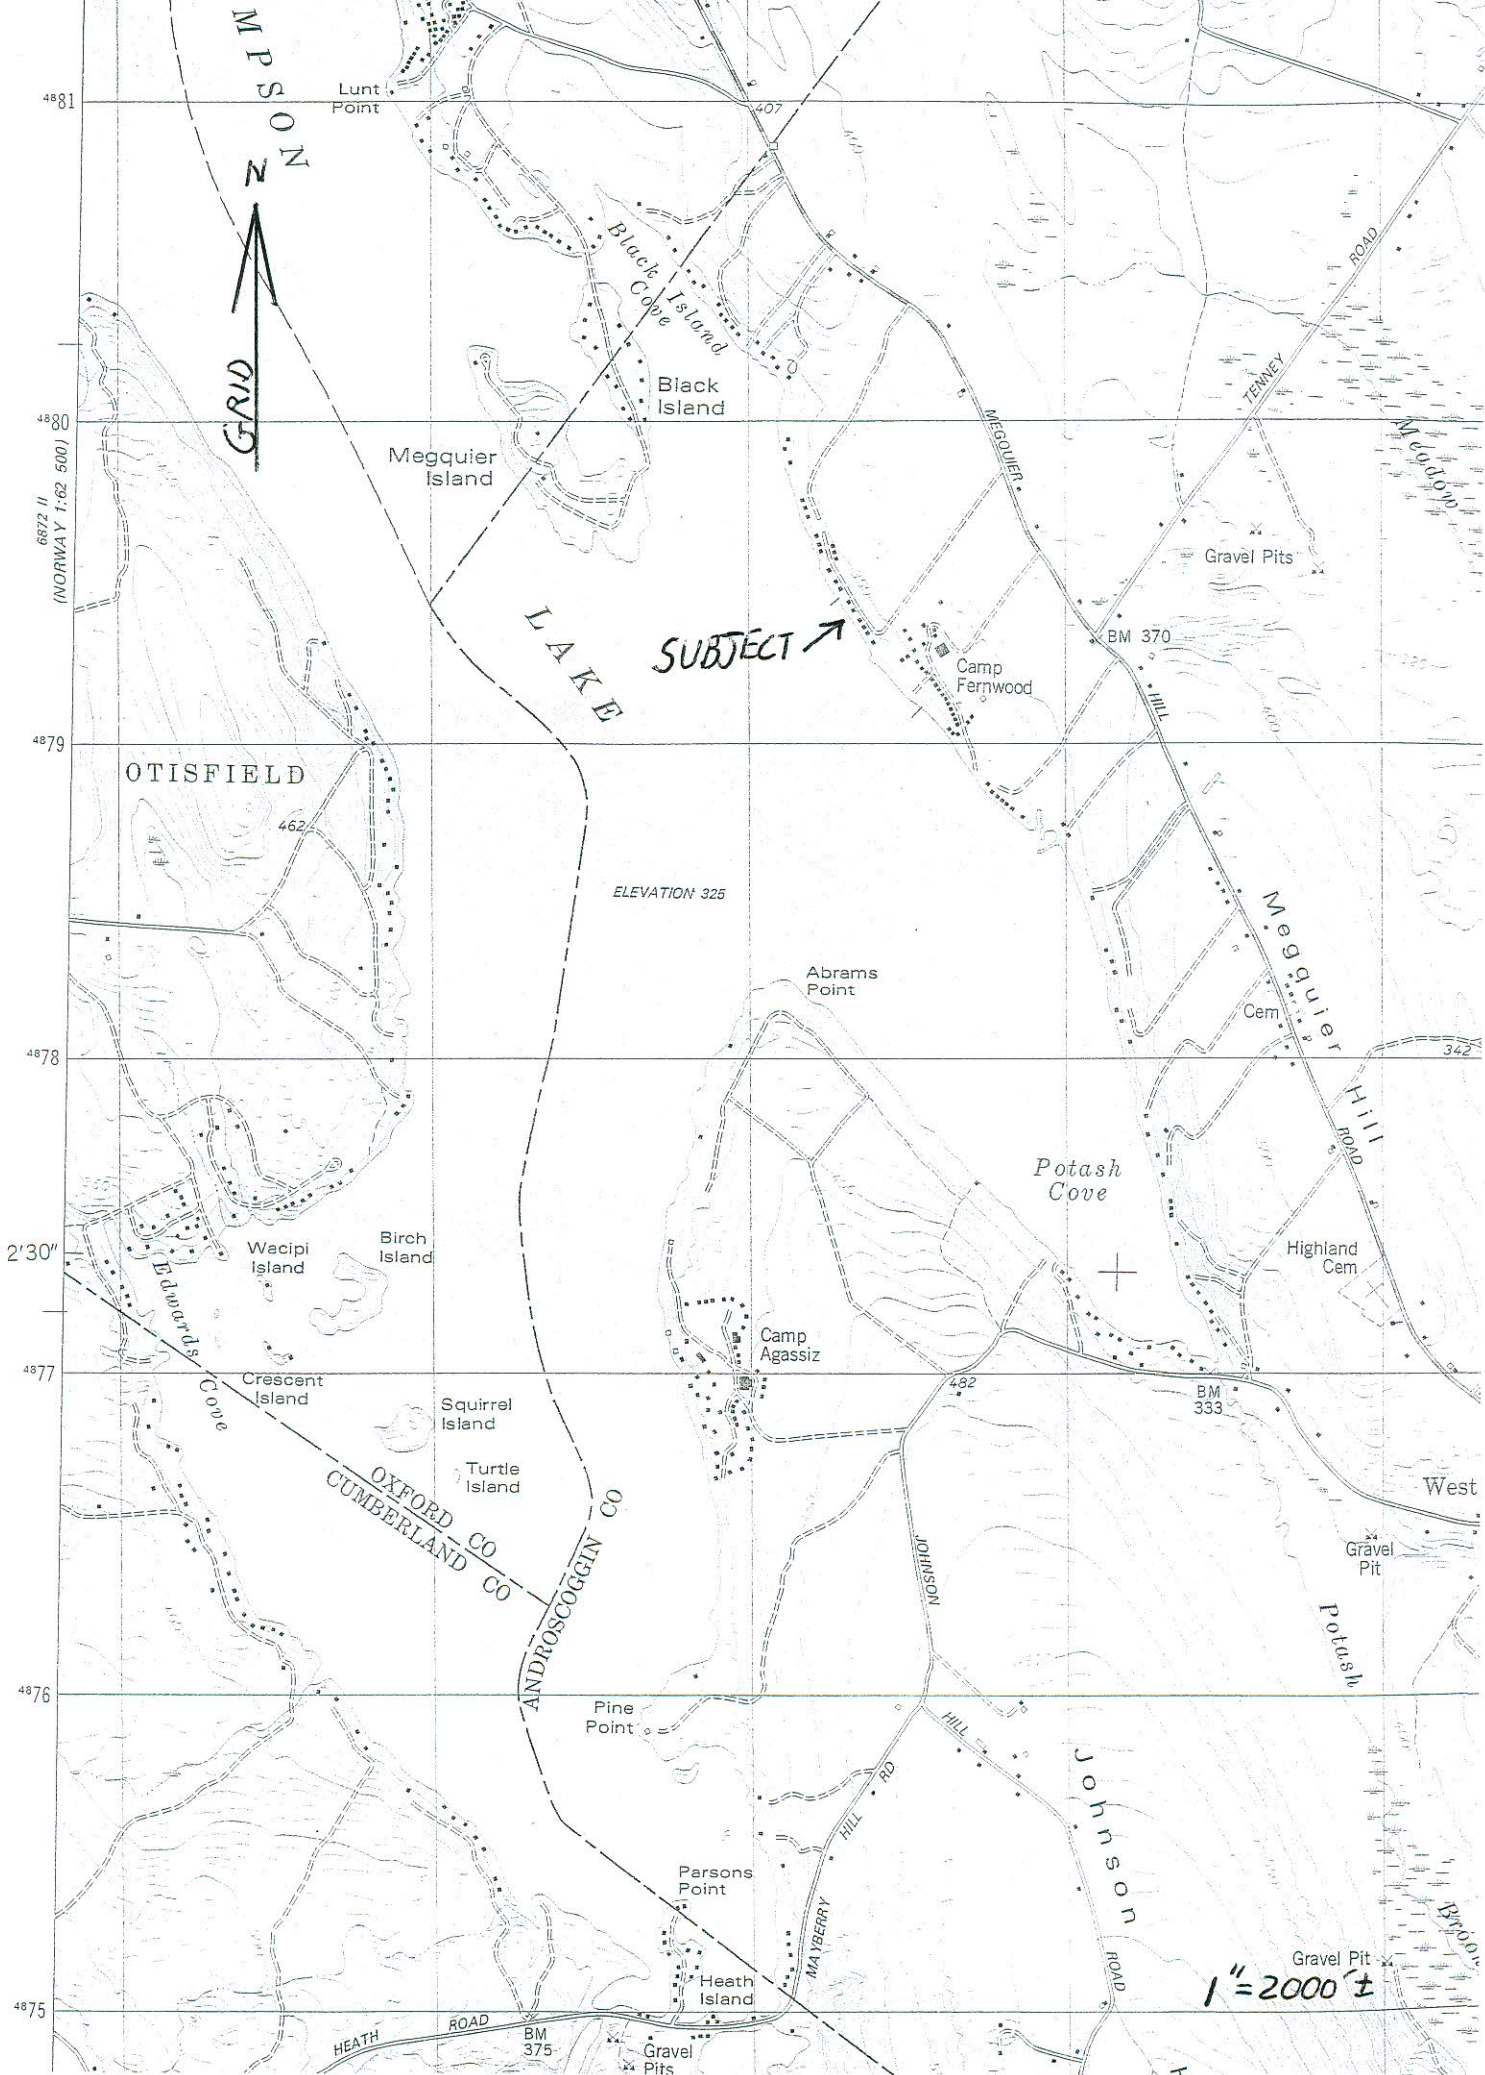 MPSON
Lunt
Point
4881
407
N
GRID
Black Island
Cove
ROAD
Black
Island
TENNEY
4880
MEGQUIER
Meadow
Megquier
Island
6872 II
(NORWAY 1:62 500)
Gravel Pits
LAKE
SUBJECT
BM 370
Camp
Fernwood
HILL
600
4879
OTISFIELD
462
ELEVATION 325
Megquier
Hill
Abrams
Point
Cem
4878
342
ROAD
Potash
Cove
2'30"
Wacipi
Island
Birch
Island
Highland
Cem
Edwards
Cove
Camp
Agassiz
4877
Crescent
Island
482
BM
333
Squirrel
Island
Turtle
Island
West
OXFORD CO
CUMBERLAND CO
ANDROSCOGGIN CO
Gravel
Pit
JOHNSON
Potash
4876
Pine
Point
HILL
Johnson
HILL RD
Parsons
Point
MAYBERRY
Brook
Gravel Pit
ROAD
1"=2000'±
Heath
Island
4875
HEATH ROAD
BM
375
Gravel
Pits
H